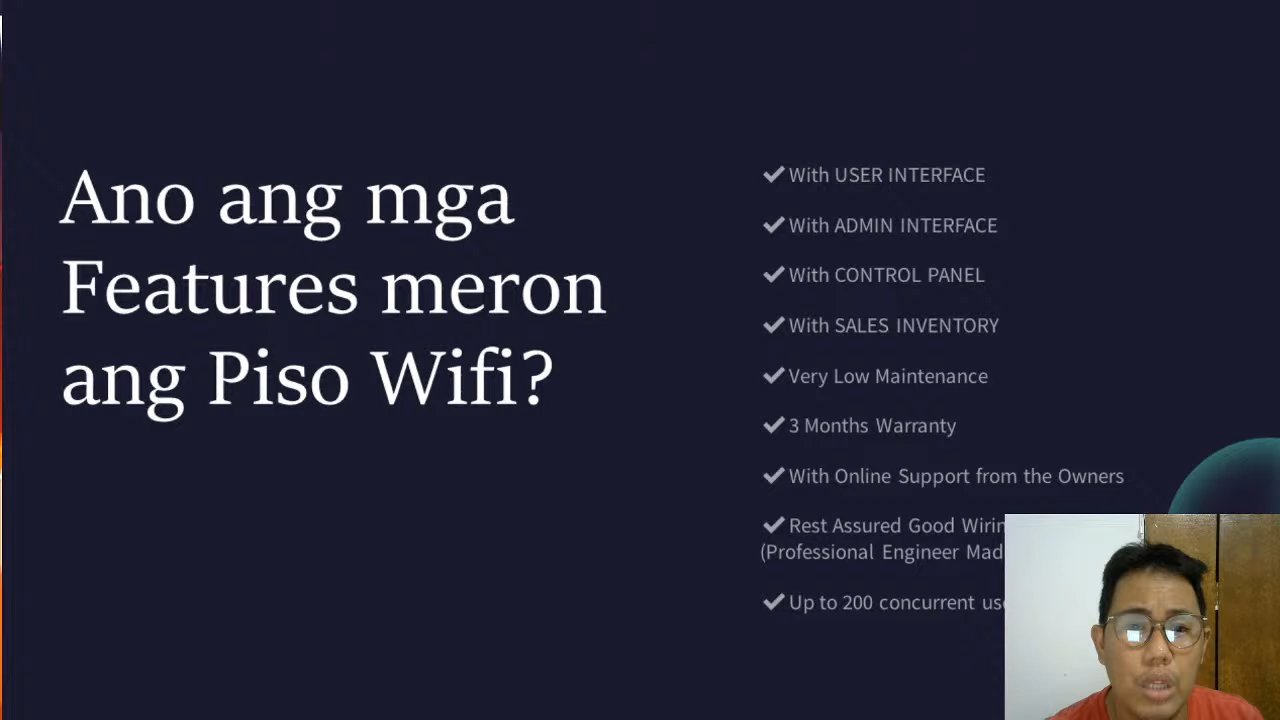 Ano ang mga
Features meron
ang Piso Wifi?
✔With USER INTERFACE
✔With ADMIN INTERFACE
✔With CONTROL PANEL
✔With SALES INVENTORY
✔Very Low Maintenance
✔3 Months Warranty
✔With Online Support from the Owners
✔Rest Assured Good
(Professional Engineer
✔Up to 200 concurrent